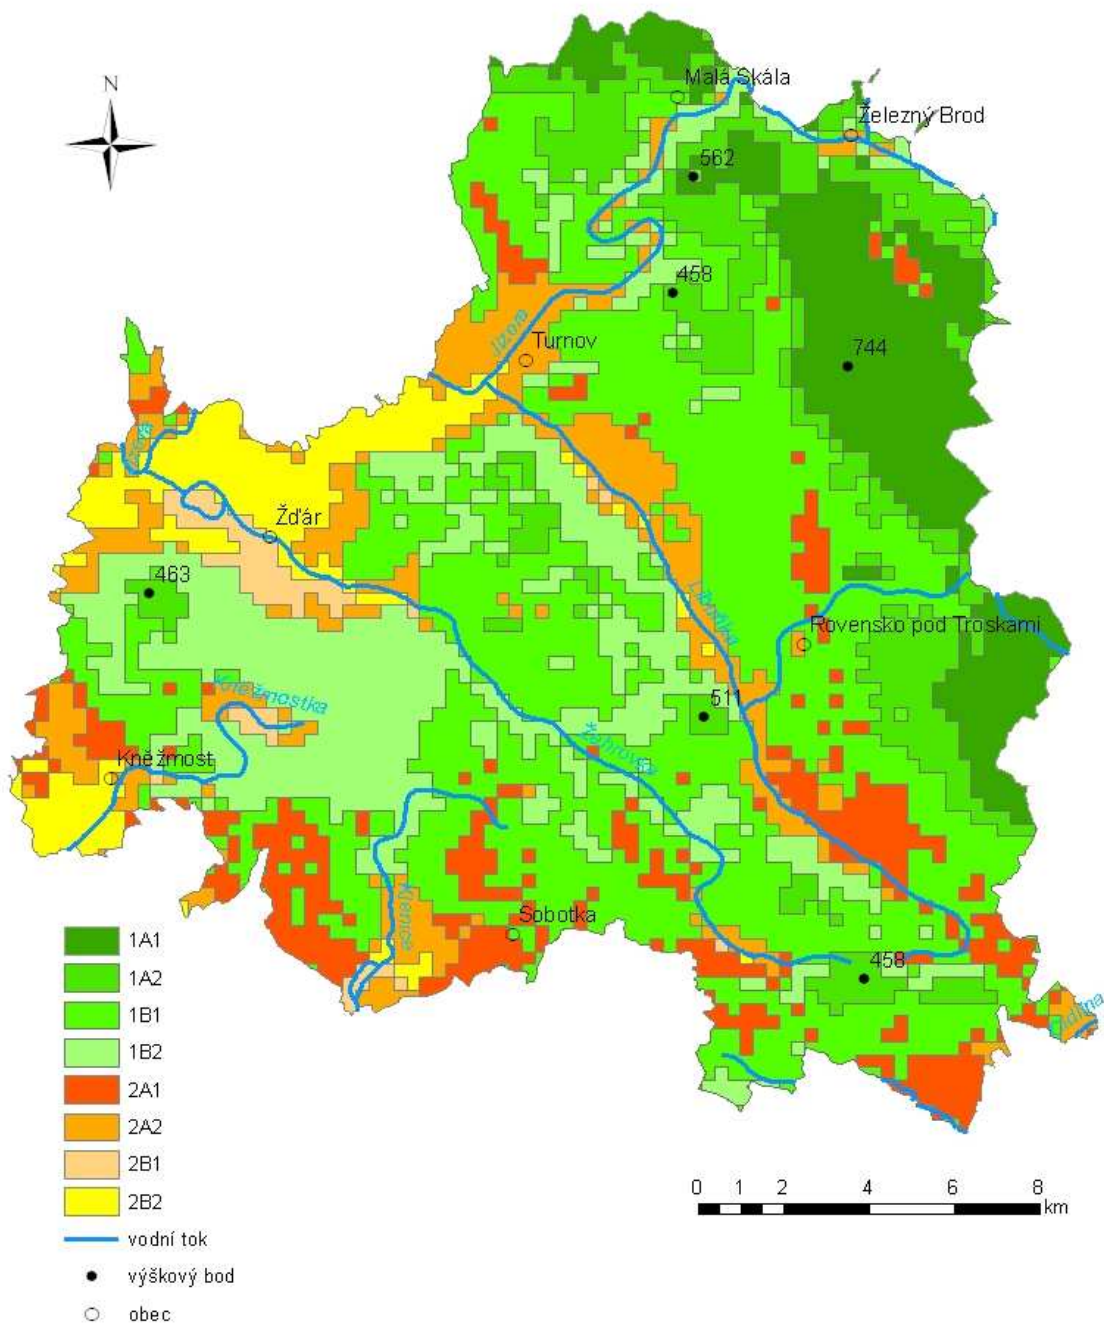 N
Malá Skála
Železný Brod
562
458
744
Jizera
Turnov
Jizera
Žďár
463
Libuňka
Rovensko pod Troskami
Kněžmostka
511
Žehrovka
Kněžmost
Klenice
Sobotka
458
Cidlina
1A1
1A2
1B1
1B2
2A1
2A2
2B1
2B2
vodní tok
výškový bod
obec
0 1 2 4 6 8
km